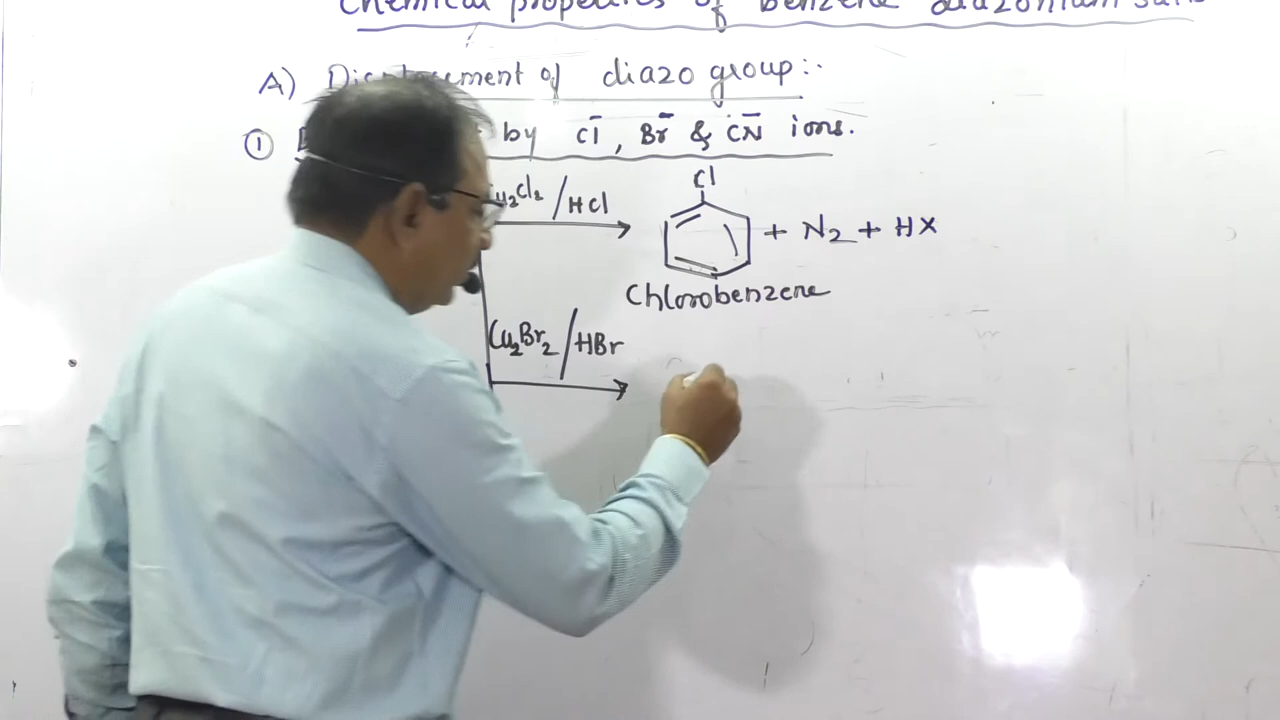 Chemical properties of benzene diazonium salt
A) Displacement of diazo group:-
① by Cl̄, Br̄ & CN̄ ions.
Cu2Cl2 / HCl
Cl
+ N2 + HX
Chlorobenzene
Cu2Br2 / HBr